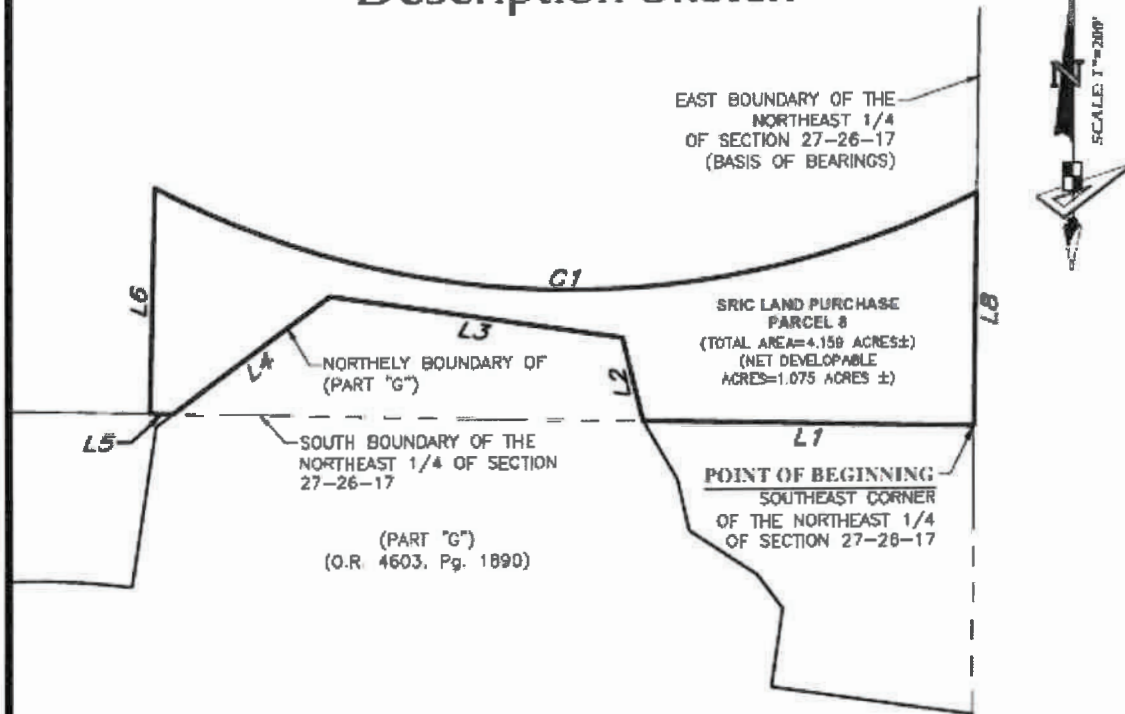 EAST BOUNDARY OF THE
NORTHEAST 1/4
OF SECTION 27-26-17
(BASIS OF BEARINGS)
N
SCALE: 1"=200'
L6
C1
SRIC LAND PURCHASE
PARCEL 8
(TOTAL AREA=4.159 ACRES±)
(NET DEVELOPABLE
ACRES=1.075 ACRES ±)
L8
L3
L4
NORTHELY BOUNDARY OF
(PART "G")
L2
L5
SOUTH BOUNDARY OF THE
NORTHEAST 1/4 OF SECTION
27-26-17
L1
POINT OF BEGINNING
SOUTHEAST CORNER
OF THE NORTHEAST 1/4
OF SECTION 27-26-17
(PART "G")
(O.R. 4603, Pg. 1890)